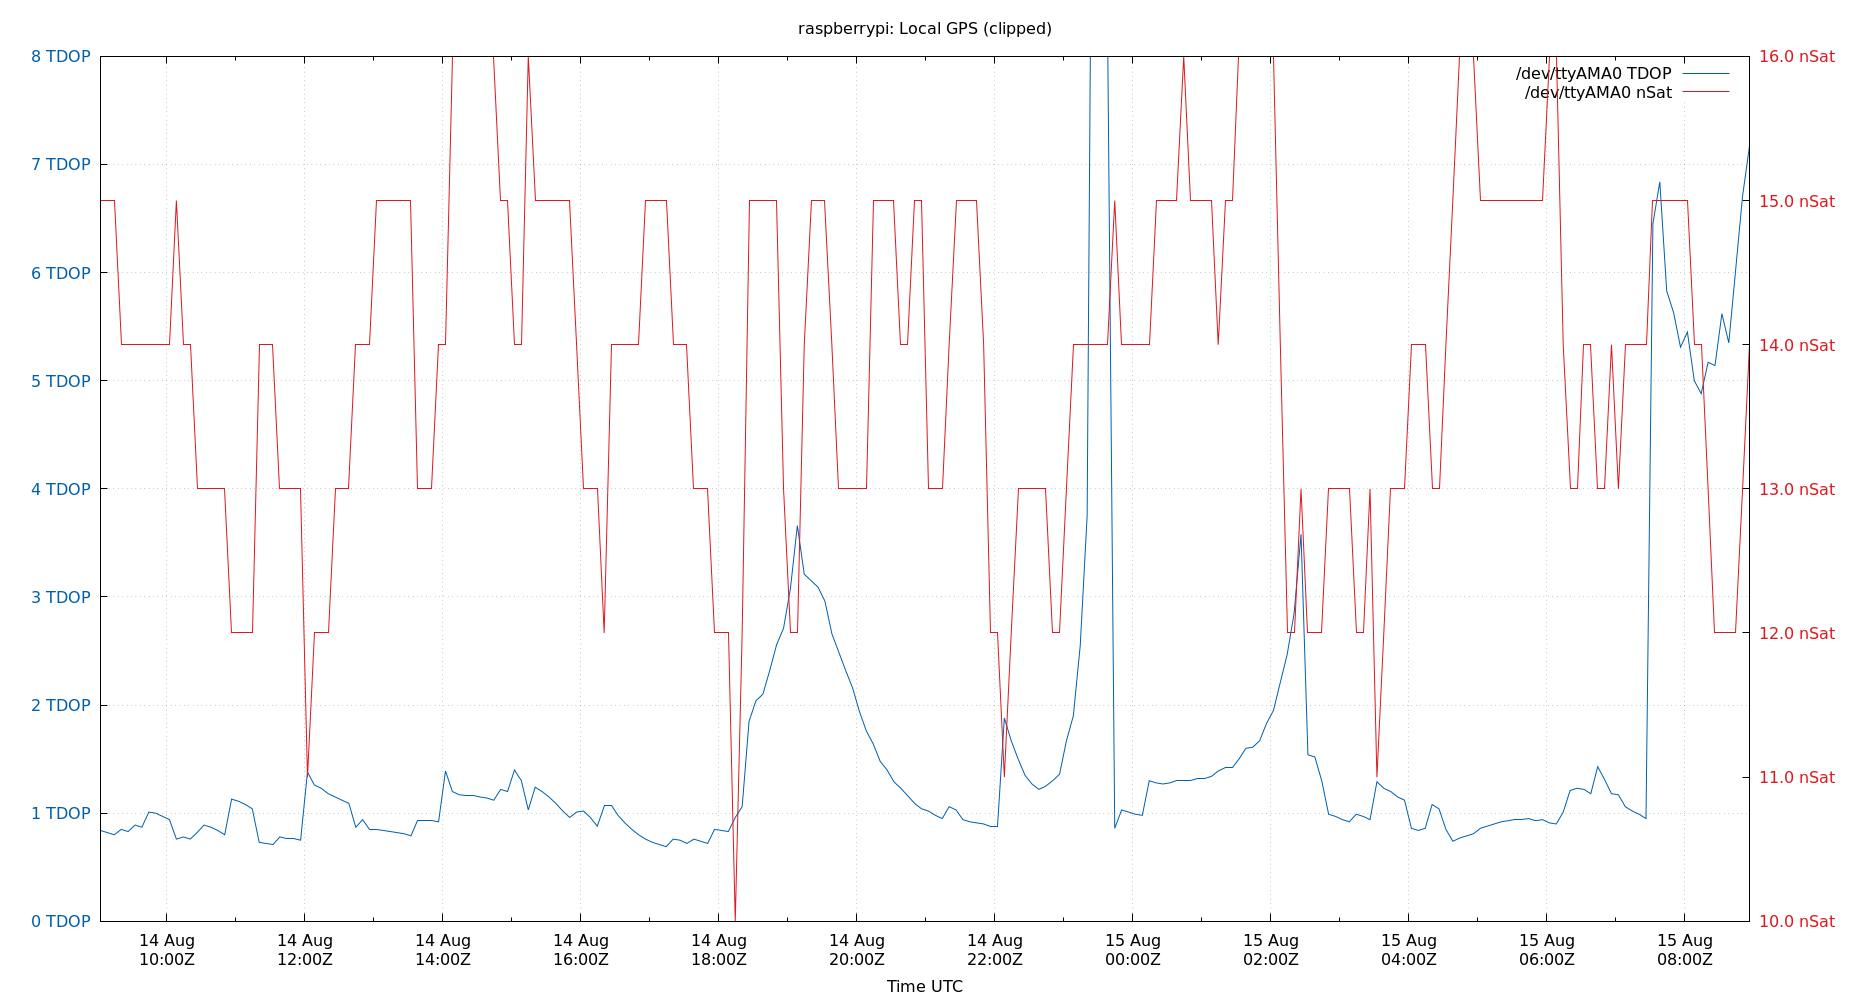 raspberrypi: Local GPS (clipped)
8 TDOP
7 TDOP
6 TDOP
5 TDOP
4 TDOP
3 TDOP
2 TDOP
1 TDOP
0 TDOP
16.0 nSat
15.0 nSat
14.0 nSat
13.0 nSat
12.0 nSat
11.0 nSat
10.0 nSat
/dev/ttyAMA0 TDOP
/dev/ttyAMA0 nSat
14 Aug
10:00Z
14 Aug
12:00Z
14 Aug
14:00Z
14 Aug
16:00Z
14 Aug
18:00Z
14 Aug
20:00Z
14 Aug
22:00Z
15 Aug
00:00Z
15 Aug
02:00Z
15 Aug
04:00Z
15 Aug
06:00Z
15 Aug
08:00Z
Time UTC